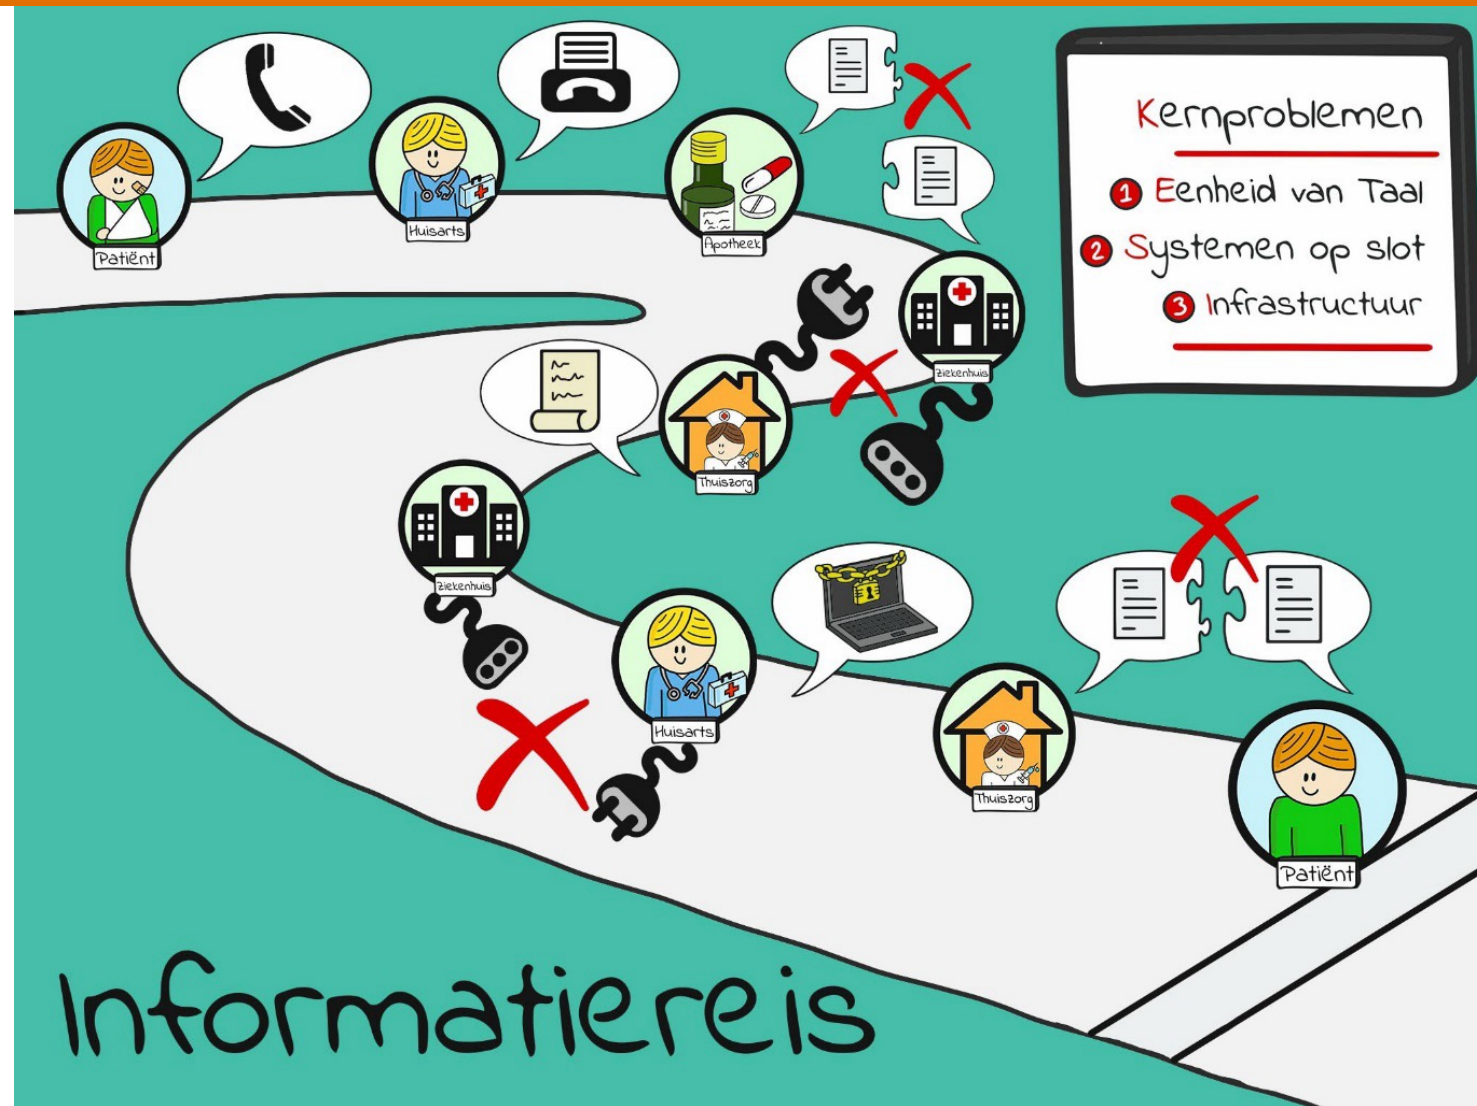 Kernproblemen
1 Eenheid van Taal
2 Systemen op slot
3 Infrastructuur
Patiënt
Huisarts
Apotheek
Ziekenhuis
Thuiszorg
Ziekenhuis
Huisarts
Thuiszorg
Patiënt
Informatiereis